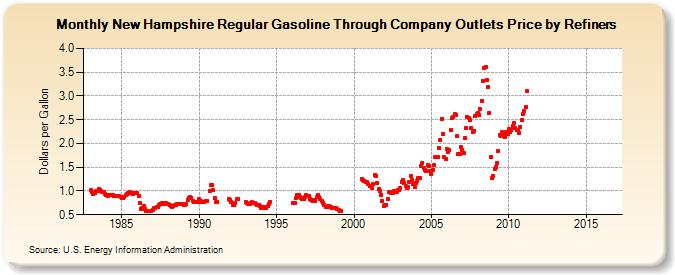 Monthly New Hampshire Regular Gasoline Through Company Outlets Price by Refiners
Dollars per Gallon
4.0
3.5
3.0
2.5
2.0
1.5
1.0
0.5
1985 1990 1995 2000 2005 2010 2015
Source: U.S. Energy Information Administration